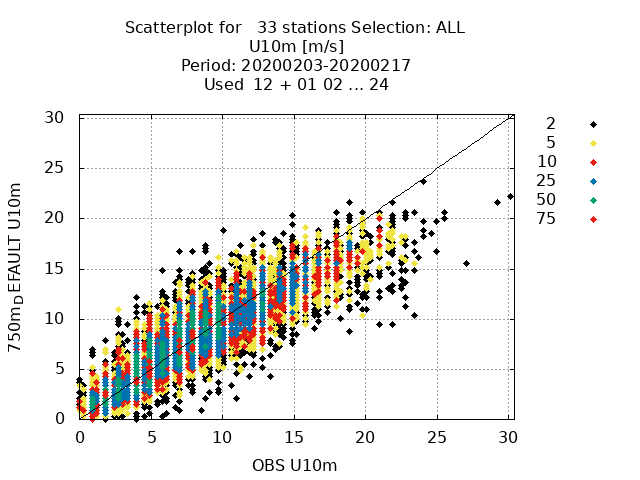 Scatterplot for   33 stations Selection: ALL
U10m [m/s]
Period: 20200203-20200217
Used  12 + 01 02 ... 24
30
25
20
15
10
5
0
750mDEFAULT U10m
0 5 10 15 20 25 30
OBS U10m
2
5
10
25
50
75